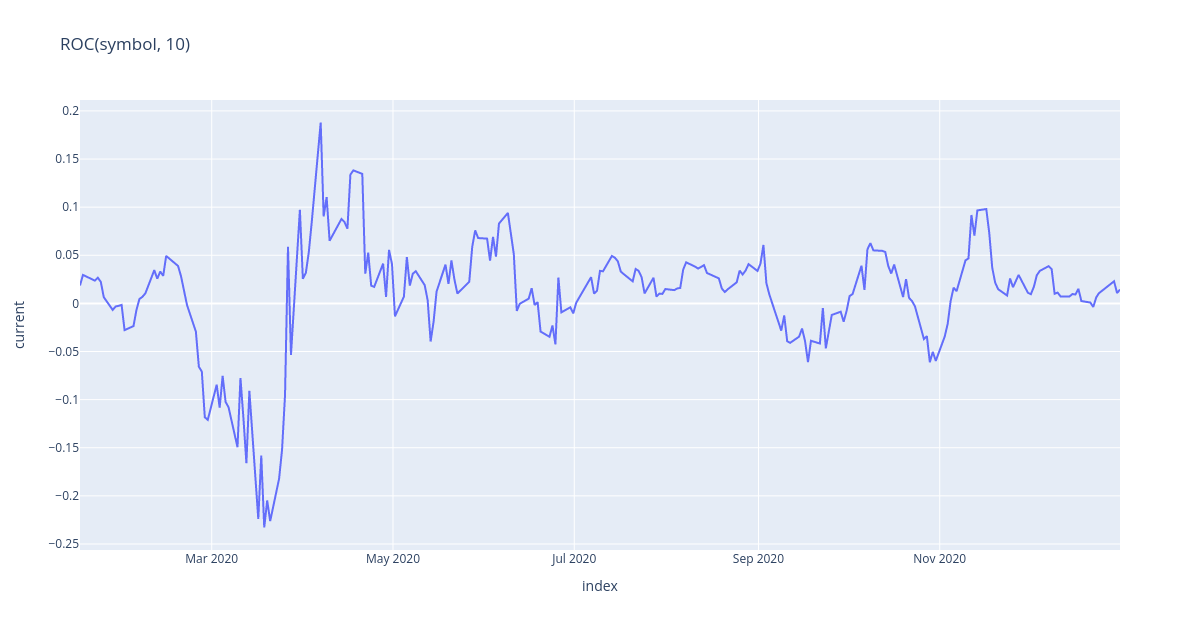 ROC(symbol, 10)
0.2
0.15
0.1
0.05
0
−0.05
−0.1
−0.15
−0.2
−0.25
current
Mar 2020
May 2020
Jul 2020
Sep 2020
Nov 2020
index